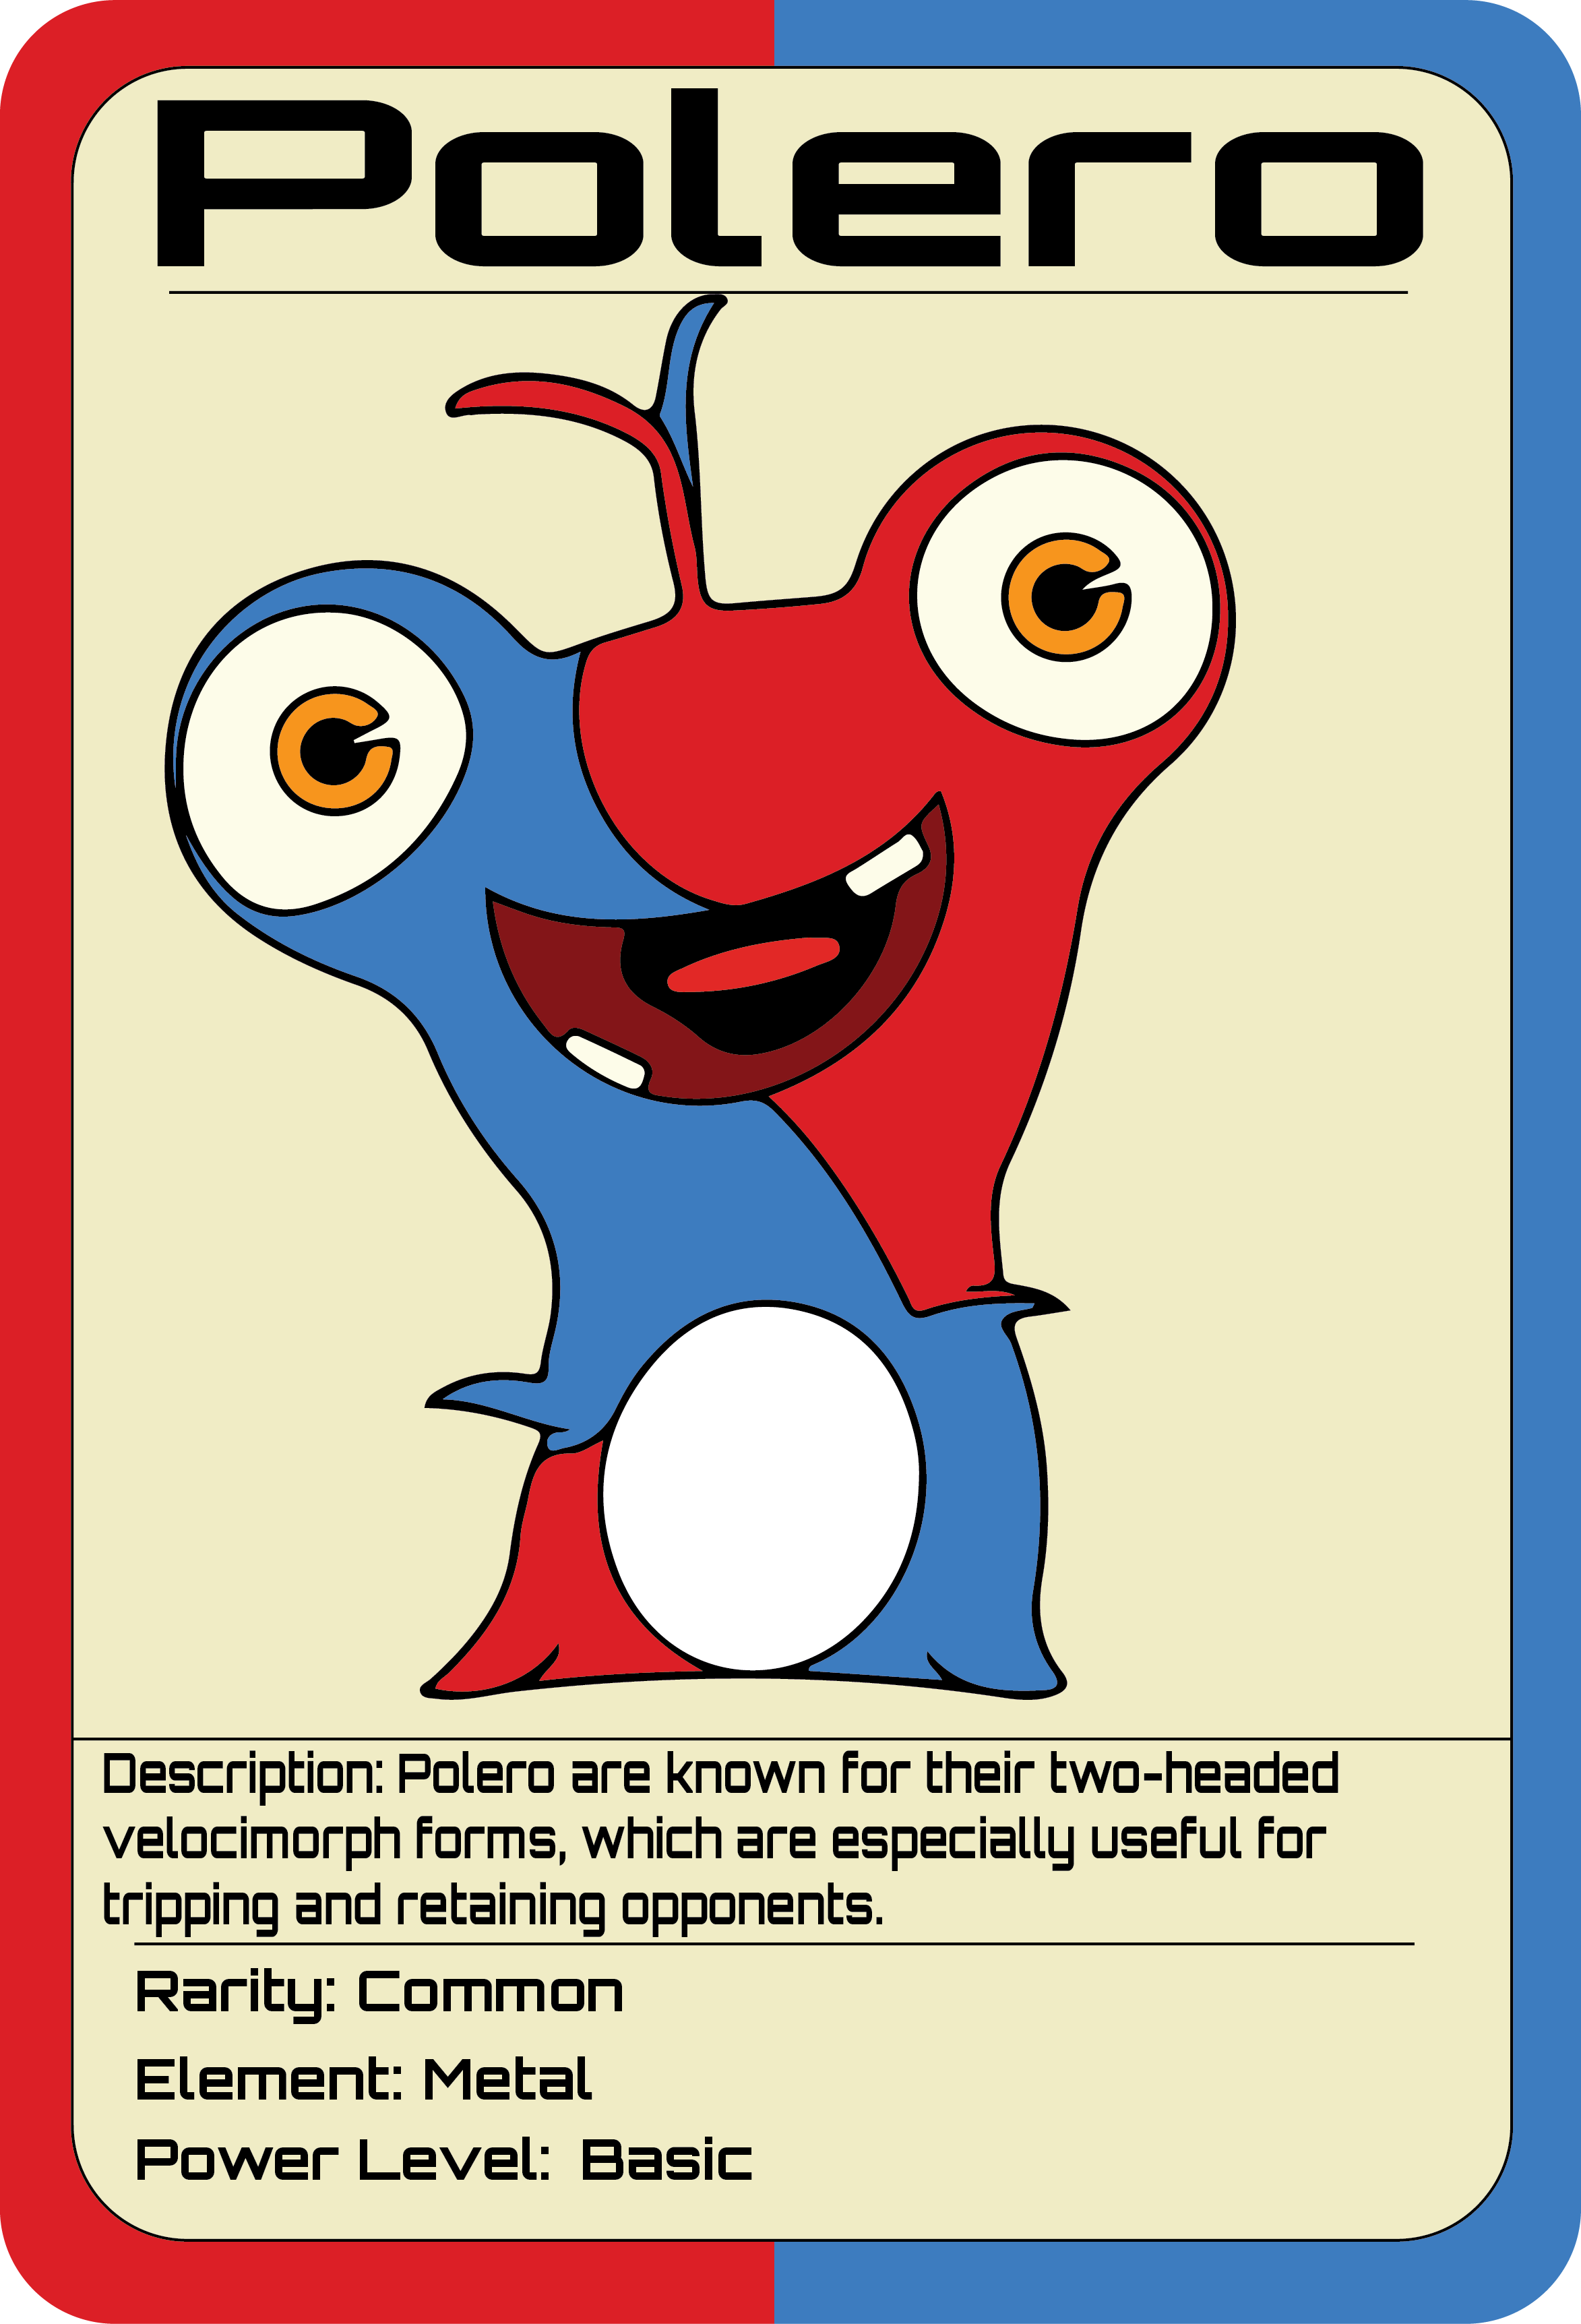 Polero
Description: Polero are known for their two-headed
velocimorph forms, which are especially useful for
tripping and retaining opponents.
Rarity: Common
Element: Metal
Power Level: Basic